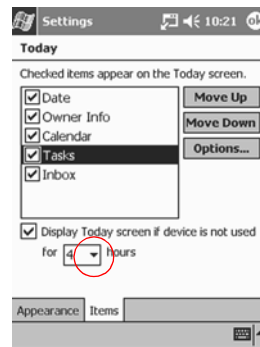 Settings 10:21 ok
Today
Checked items appear on the Today screen.
Date
Owner Info
Calendar
Tasks
Inbox
Move Up
Move Down
Options...
Display Today screen if device is not used
for 4 hours
Appearance Items